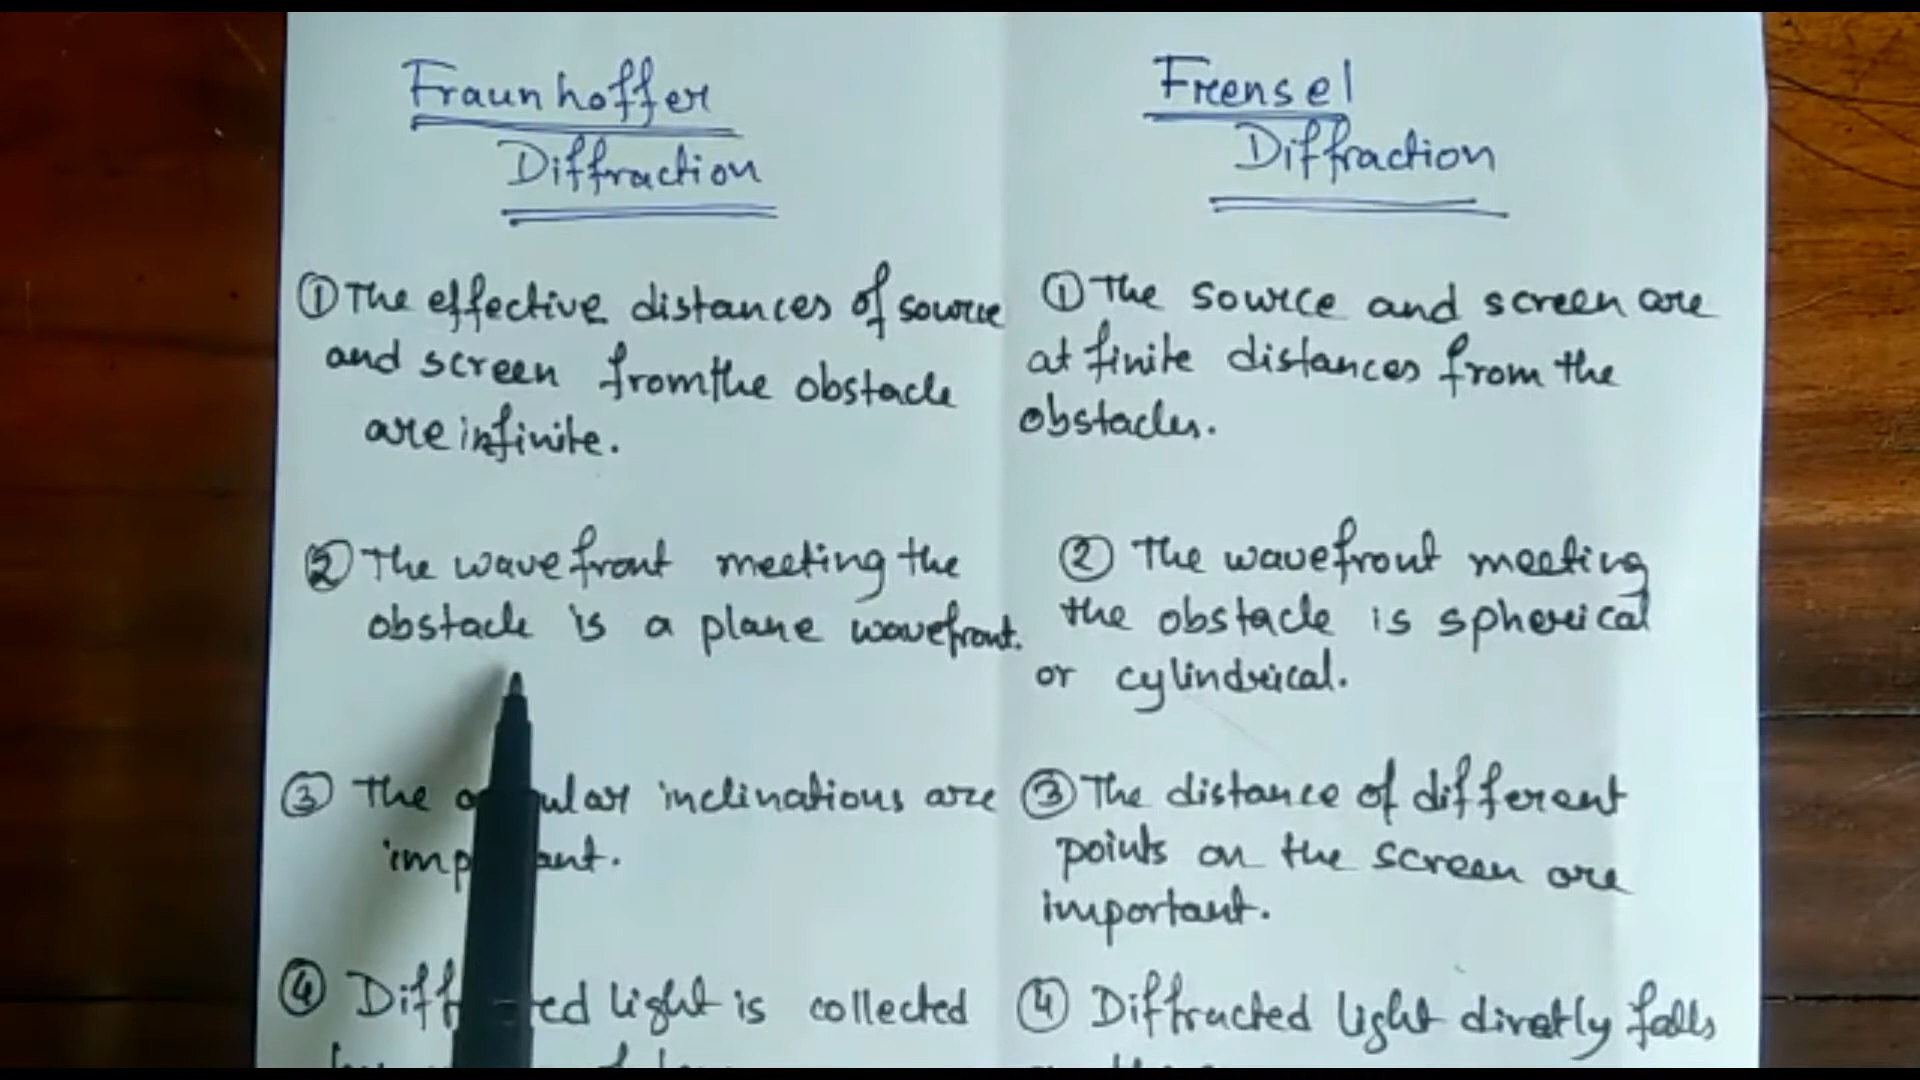 Fraunhoffer
Diffraction
① The effective distances of source
and screen from the obstacle
are infinite.
② The wavefront meeting the
obstacle is a plane wavefront.
③ The angular inclinations are
important.
④ Diffracted light is collected
Frensel
Diffraction
① The source and screen are
at finite distances from the
obstacles.
② The wavefront meeting
the obstacle is spherical
or cylindrical.
③ The distance of different
points on the screen are
important.
④ Diffracted light directly falls